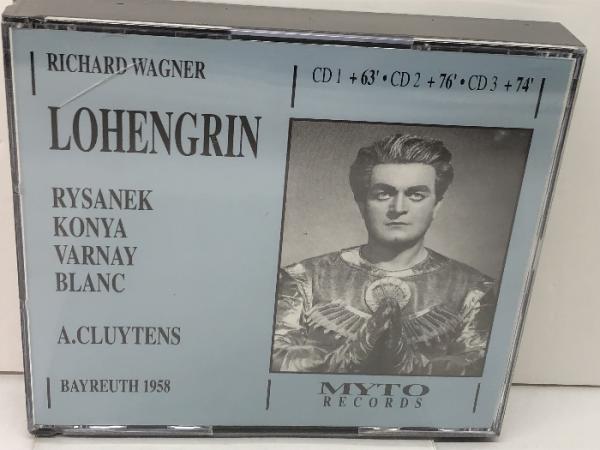 RICHARD WAGNER
CD 1 + 63' • CD 2 + 76' • CD 3 + 74'
LOHENGRIN
RYSANEK
KONYA
VARNAY
BLANC
A.CLUYTENS
BAYREUTH 1958
MYTO
RECORDS